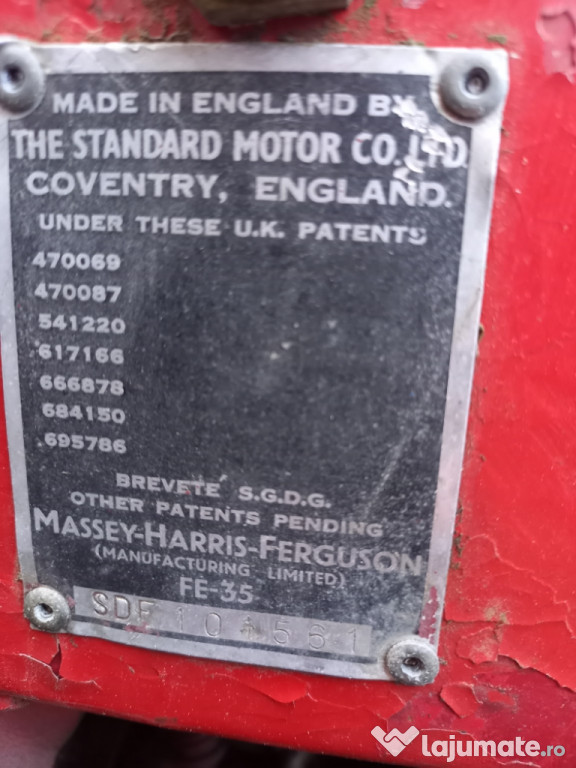 MADE IN ENGLAND BY
THE STANDARD MOTOR CO. LTD.
COVENTRY, ENGLAND.
UNDER THESE U.K. PATENTS
470069
470087
541220
617166
666878
684150
695786
BREVETE S.G.D.G.
OTHER PATENTS PENDING
MASSEY-HARRIS-FERGUSON
(MANUFACTURING LIMITED)
FE-35
lajumate.ro